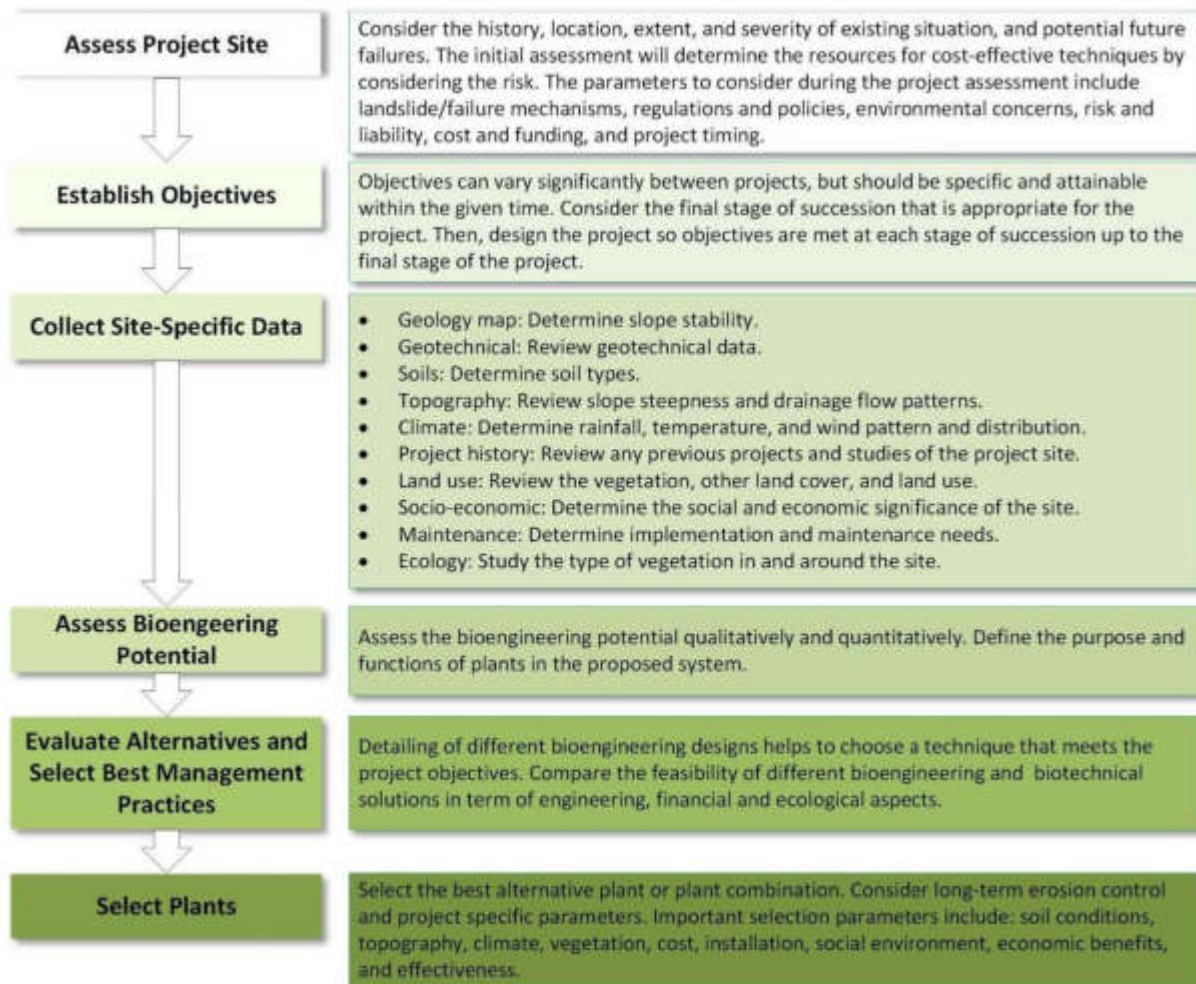 Assess Project Site
Consider the history, location, extent, and severity of existing situation, and potential future
failures. The initial assessment will determine the resources for cost-effective techniques by
considering the risk. The parameters to consider during the project assessment include
landslide/failure mechanisms, regulations and policies, environmental concerns, risk and
liability, cost and funding, and project timing.
Establish Objectives
Objectives can vary significantly between projects, but should be specific and attainable
within the given time. Consider the final stage of succession that is appropriate for the
project. Then, design the project so objectives are met at each stage of succession up to the
final stage of the project.
Collect Site-Specific Data
• Geology map: Determine slope stability.
• Geotechnical: Review geotechnical data.
• Soils: Determine soil types.
• Topography: Review slope steepness and drainage flow patterns.
• Climate: Determine rainfall, temperature, and wind pattern and distribution.
• Project history: Review any previous projects and studies of the project site.
• Land use: Review the vegetation, other land cover, and land use.
• Socio-economic: Determine the social and economic significance of the site.
• Maintenance: Determine implementation and maintenance needs.
• Ecology: Study the type of vegetation in and around the site.
Assess Bioengeering
Potential
Assess the bioengineering potential qualitatively and quantitatively. Define the purpose and
functions of plants in the proposed system.
Evaluate Alternatives and
Select Best Management
Practices
Detailing of different bioengineering designs helps to choose a technique that meets the
project objectives. Compare the feasibility of different bioengineering and biotechnical
solutions in term of engineering, financial and ecological aspects.
Select Plants
Select the best alternative plant or plant combination. Consider long-term erosion control
and project specific parameters. Important selection parameters include: soil conditions,
topography, climate, vegetation, cost, installation, social environment, economic benefits,
and effectiveness.